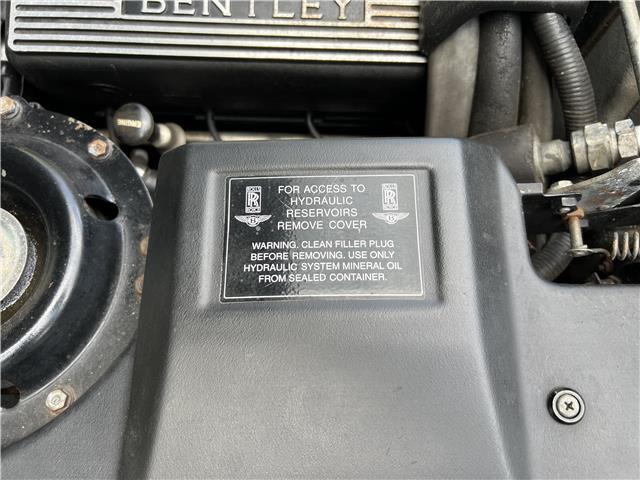 BENTLEY
ENGINE
FOR ACCESS TO
HYDRAULIC
RESERVOIRS
REMOVE COVER
WARNING. CLEAN FILLER PLUG
BEFORE REMOVING. USE ONLY
HYDRAULIC SYSTEM MINERAL OIL
FROM SEALED CONTAINER.